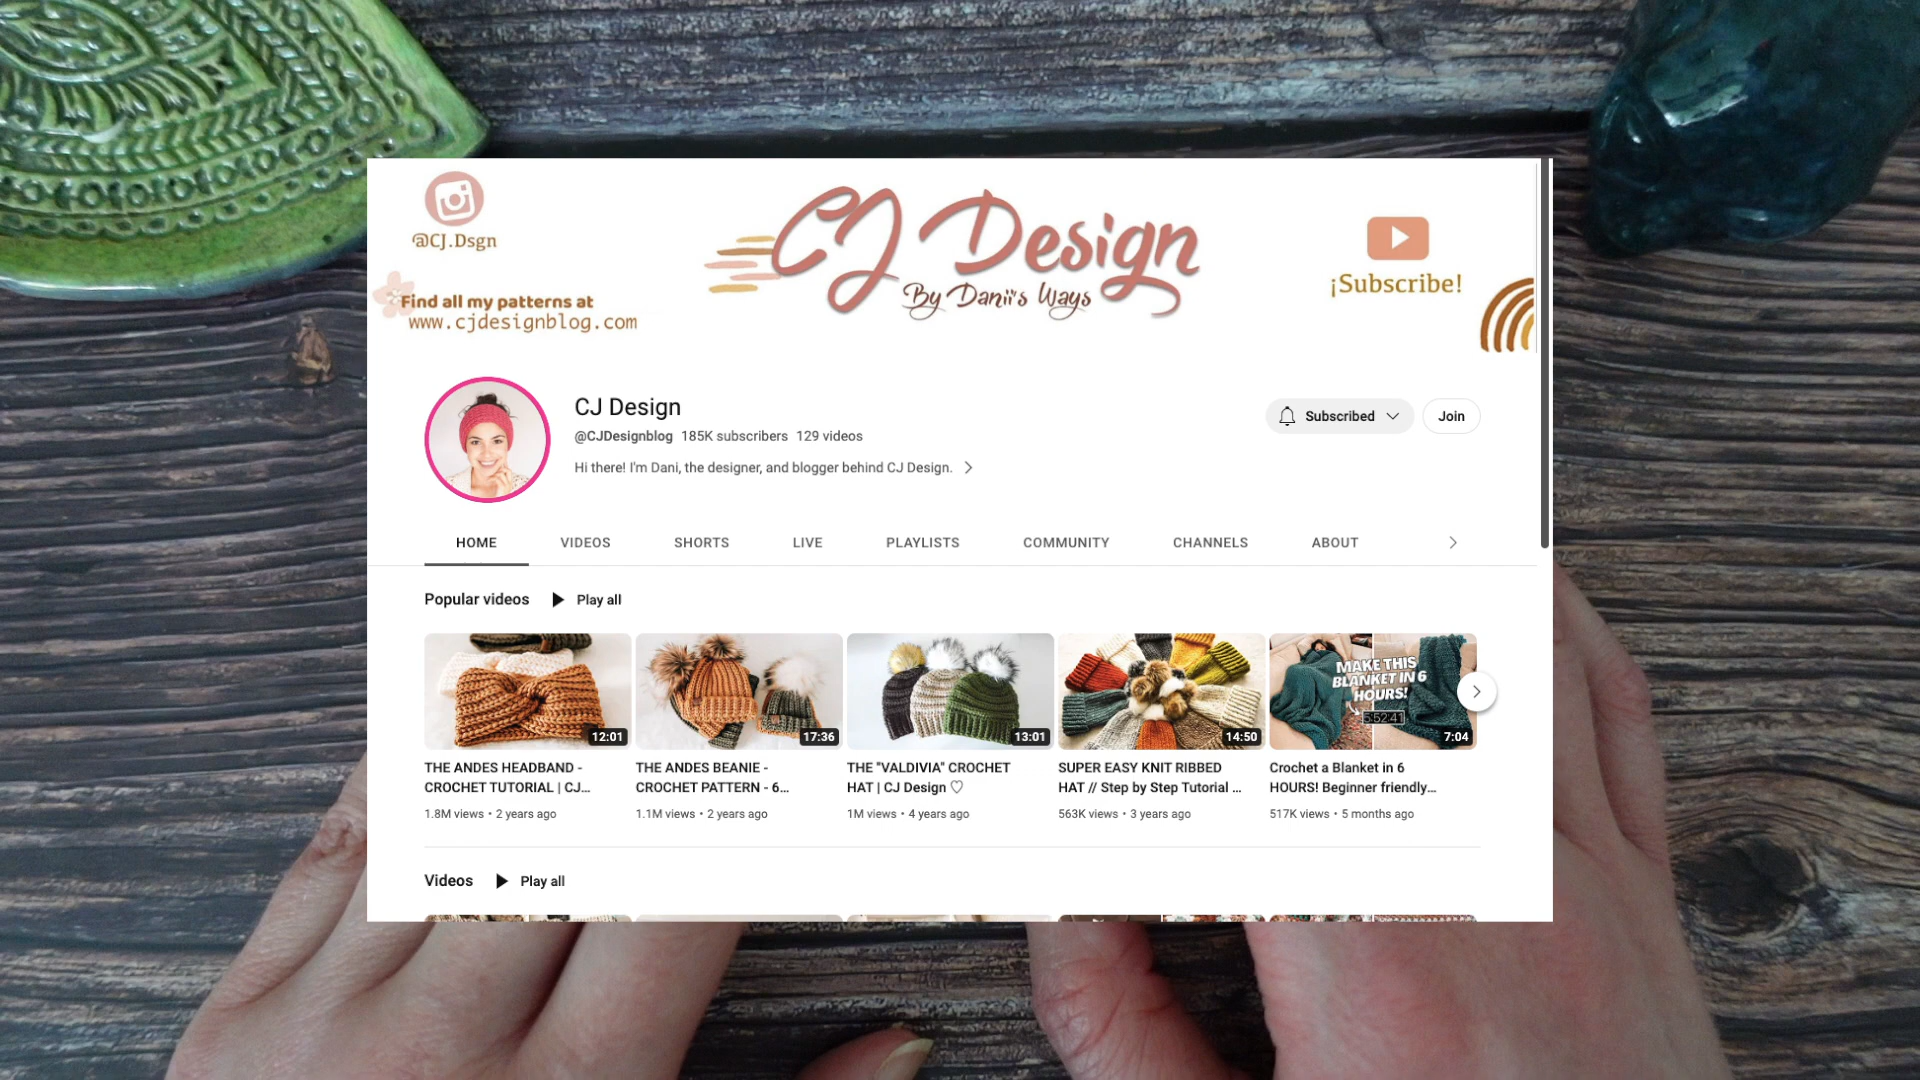 @CJ.Dsgn
Find all my patterns at
www.cjdesignblog.com
CJ Design
By Danii's Ways
¡Subscribe!
CJ Design
@CJDesignblog 185K subscribers 129 videos
Hi there! I'm Dani, the designer, and blogger behind CJ Design.
Subscribed
Join
HOME VIDEOS SHORTS LIVE PLAYLISTS COMMUNITY CHANNELS ABOUT
Popular videos Play all
12:01
THE ANDES HEADBAND -
CROCHET TUTORIAL | CJ...
1.8M views • 2 years ago
17:36
THE ANDES BEANIE -
CROCHET PATTERN - 6...
1.1M views • 2 years ago
13:01
THE "VALDIVIA" CROCHET
HAT | CJ Design ♡
1M views • 4 years ago
14:50
SUPER EASY KNIT RIBBED
HAT // Step by Step Tutorial ...
563K views • 3 years ago
MAKE THIS
BLANKET IN 6
HOURS!
5:52:41
7:04
Crochet a Blanket in 6
HOURS! Beginner friendly...
517K views • 5 months ago
Videos Play all